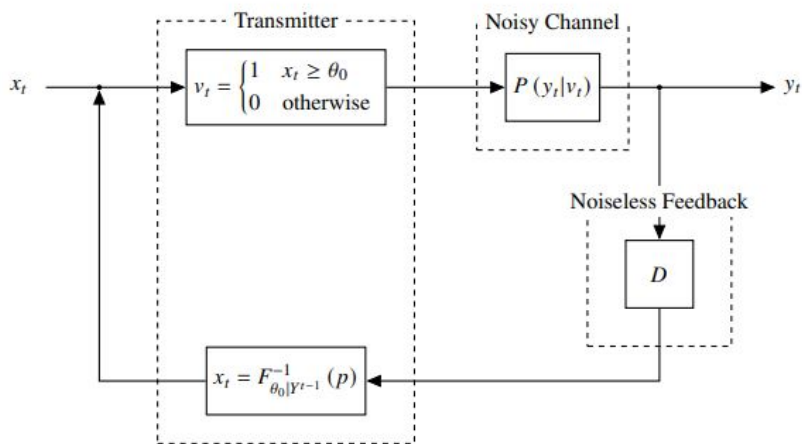 Transmitter
Noisy Channel
x_t
v_t = {1 x_t ≥ θ_0
0 otherwise
P (y_t|v_t)
y_t
Noiseless Feedback
D
x_t = F^{-1}_{θ_0|Y^{t-1}} (p)